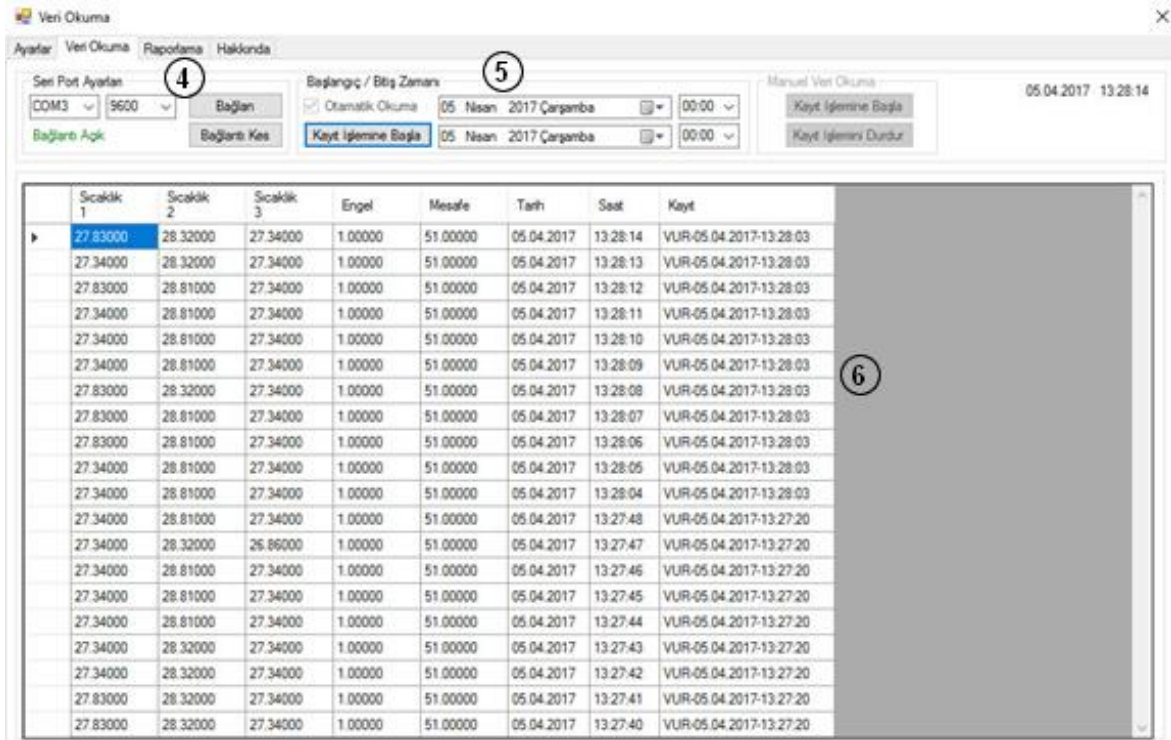 Veri Okuma
Ayarlar Veri Okuma Raporlama Hakkında
4 5
Seri Port Ayarları Başlangıç / Bitiş Zamanı Manuel Veri Okuma
COM3 9600 Bağlan Otamatik Okuma 05 Nisan 2017 Çarşamba 00:00 Kayıt İşlemine Başla 05.04.2017 13:28:14
Bağlantı Açık Bağlantı Kes Kayıt İşlemine Başla 05 Nisan 2017 Çarşamba 00:00 Kayıt İşlemini Durdur
Sıcaklık 1 Sıcaklık 2 Sıcaklık 3 Engel Mesafe Tarih Saat Kayıt
27.83000 28.32000 27.34000 1.00000 51.00000 05.04.2017 13:28:14 VUR-05.04.2017-13:28:03
27.34000 28.32000 27.34000 1.00000 51.00000 05.04.2017 13:28:13 VUR-05.04.2017-13:28:03
27.83000 28.81000 27.34000 1.00000 51.00000 05.04.2017 13:28:12 VUR-05.04.2017-13:28:03
27.34000 28.81000 27.34000 1.00000 51.00000 05.04.2017 13:28:11 VUR-05.04.2017-13:28:03
27.34000 28.81000 27.34000 1.00000 51.00000 05.04.2017 13:28:10 VUR-05.04.2017-13:28:03
27.34000 28.81000 27.34000 1.00000 51.00000 05.04.2017 13:28:09 VUR-05.04.2017-13:28:03
27.83000 28.32000 27.34000 1.00000 51.00000 05.04.2017 13:28:08 VUR-05.04.2017-13:28:03
6
27.83000 28.81000 27.34000 1.00000 51.00000 05.04.2017 13:28:07 VUR-05.04.2017-13:28:03
27.83000 28.81000 27.34000 1.00000 51.00000 05.04.2017 13:28:06 VUR-05.04.2017-13:28:03
27.34000 28.81000 27.34000 1.00000 51.00000 05.04.2017 13:28:05 VUR-05.04.2017-13:28:03
27.34000 28.81000 27.34000 1.00000 51.00000 05.04.2017 13:28:04 VUR-05.04.2017-13:28:03
27.34000 28.81000 27.34000 1.00000 51.00000 05.04.2017 13:27:48 VUR-05.04.2017-13:27:20
27.34000 28.32000 26.86000 1.00000 51.00000 05.04.2017 13:27:47 VUR-05.04.2017-13:27:20
27.34000 28.81000 27.34000 1.00000 51.00000 05.04.2017 13:27:46 VUR-05.04.2017-13:27:20
27.34000 28.81000 27.34000 1.00000 51.00000 05.04.2017 13:27:45 VUR-05.04.2017-13:27:20
27.34000 28.81000 27.34000 1.00000 51.00000 05.04.2017 13:27:44 VUR-05.04.2017-13:27:20
27.34000 28.32000 27.34000 1.00000 51.00000 05.04.2017 13:27:43 VUR-05.04.2017-13:27:20
27.34000 28.32000 27.34000 1.00000 51.00000 05.04.2017 13:27:42 VUR-05.04.2017-13:27:20
27.83000 28.32000 27.34000 1.00000 51.00000 05.04.2017 13:27:41 VUR-05.04.2017-13:27:20
27.83000 28.32000 27.34000 1.00000 51.00000 05.04.2017 13:27:40 VUR-05.04.2017-13:27:20